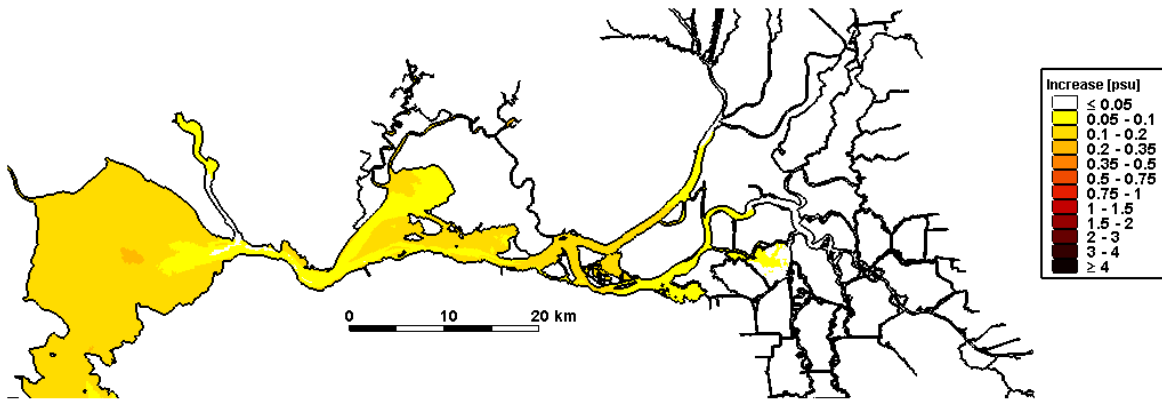 Increase [psu]
≤ 0.05
0.05 - 0.1
0.1 - 0.2
0.2 - 0.35
0.35 - 0.5
0.5 - 0.75
0.75 - 1
1 - 1.5
1.5 - 2
2 - 3
3 - 4
≥ 4
0 10 20 km